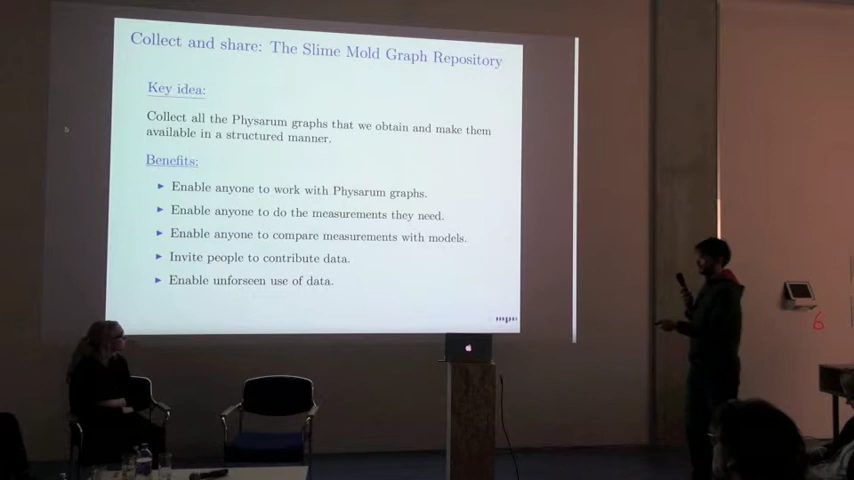 Collect and share: The Slime Mold Graph Repository
Key idea:
Collect all the Physarum graphs that we obtain and make them
available in a structured manner.
Benefits:
Enable anyone to work with Physarum graphs.
Enable anyone to do the measurements they need.
Enable anyone to compare measurements with models.
Invite people to contribute data.
Enable unforseen use of data.
6